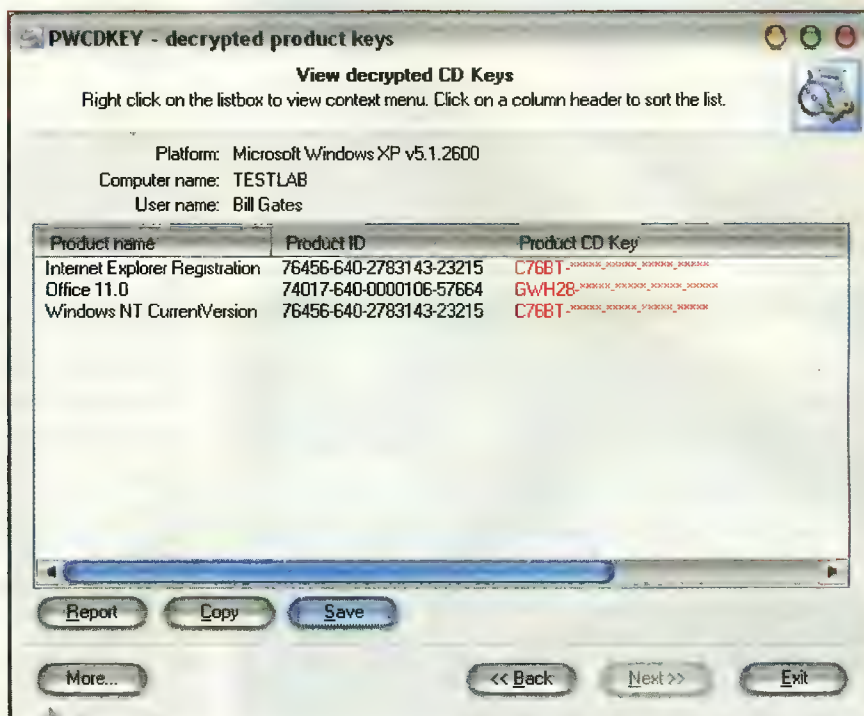 PWCDKEY - decrypted product keys
View decrypted CD Keys
Right click on the listbox to view context menu. Click on a column header to sort the list.
Platform: Microsoft Windows XP v5.1.2600
Computer name: TESTLAB
User name: Bill Gates
Product name Product ID Product CD Key
Internet Explorer Registration 76456-640-2783143-23215 C76BT-*****-*****-*****-*****
Office 11.0 74017-640-0000106-57664 GWH28-*****-*****-*****-*****
Windows NT CurrentVersion 76456-640-2783143-23215 C76BT-*****-*****-*****-*****
Report Copy Save
More... << Back Next >> Exit